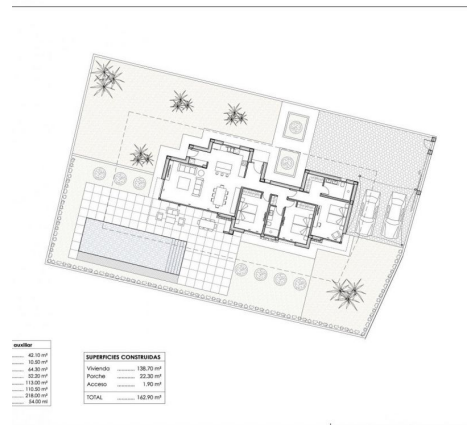 auxiliar
42.10 m²
10.50 m²
64.30 m²
52.20 m²
113.00 m²
110.50 m²
218.00 m²
54.00 ml
SUPERFICIES CONSTRUIDAS
Vivienda ............ 138.70 m²
Porche ............ 22.30 m²
Acceso ............ 1.90 m²
TOTAL ............ 162.90 m²